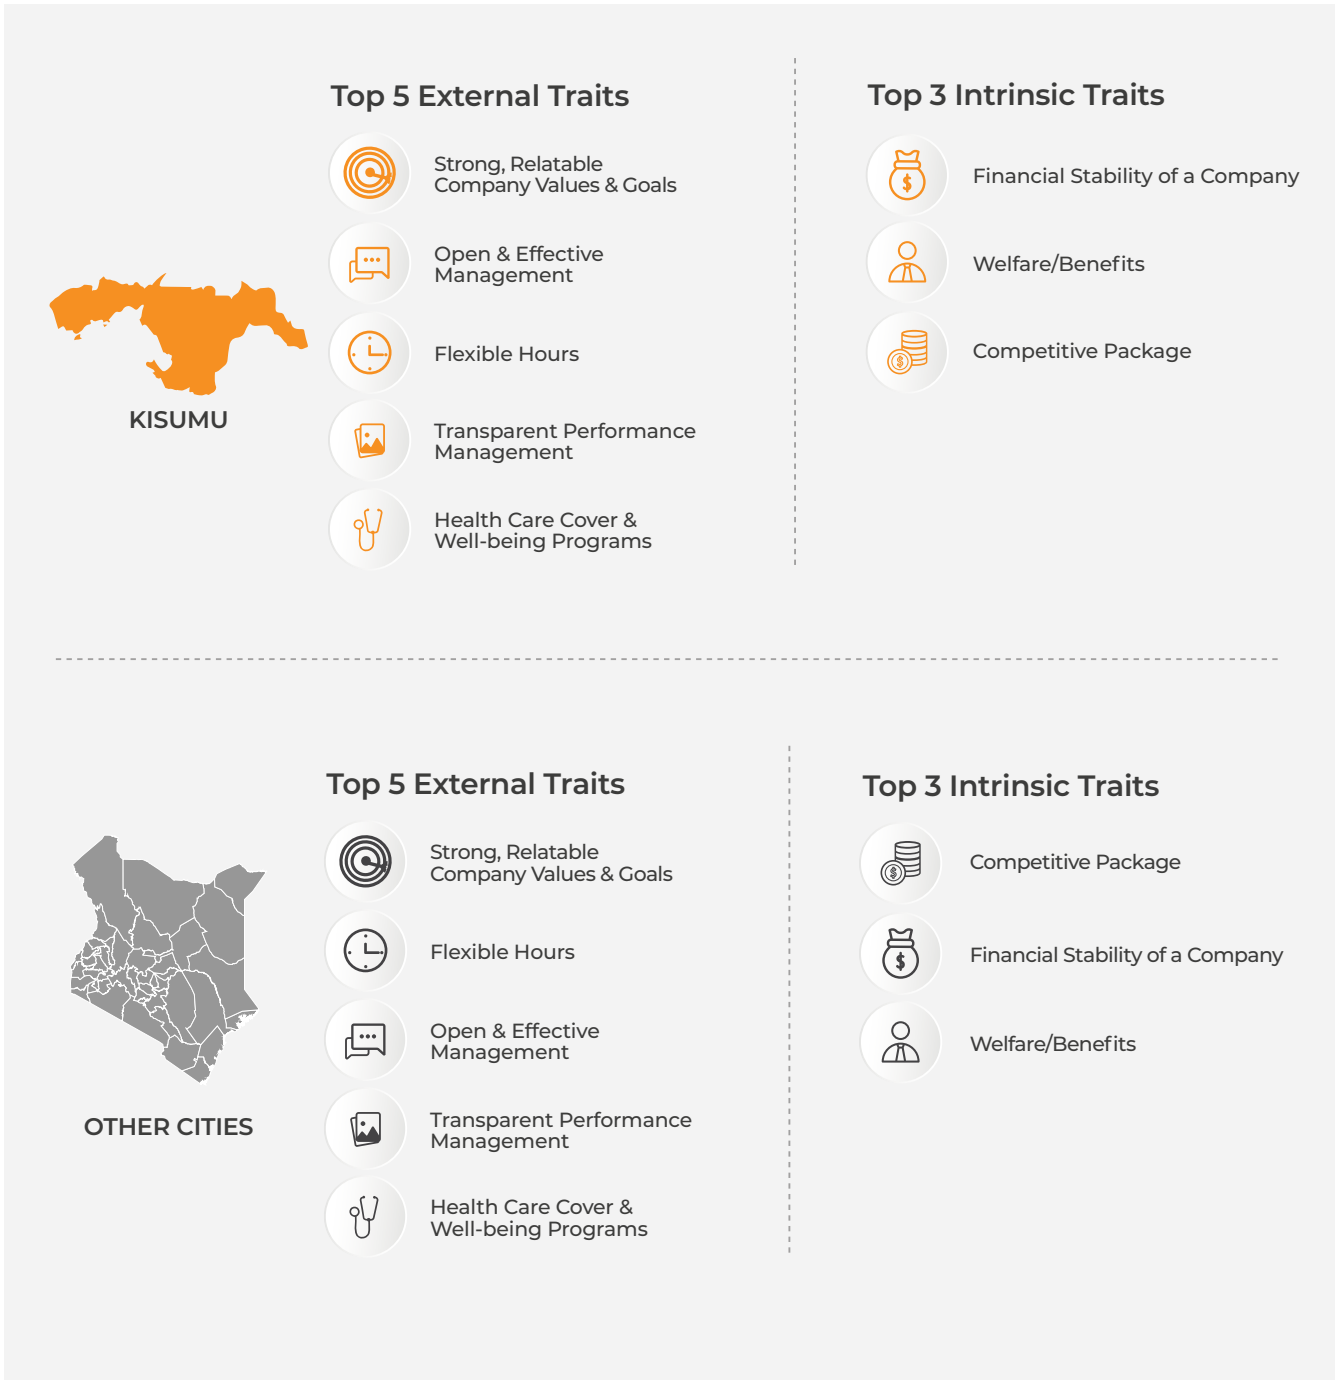 Top 5 External Traits
Strong, Relatable
Company Values & Goals
Open & Effective
Management
Flexible Hours
Transparent Performance
Management
Health Care Cover &
Well-being Programs
KISUMU
Top 3 Intrinsic Traits
$
Financial Stability of a Company
Welfare/Benefits
$
Competitive Package
Top 5 External Traits
Strong, Relatable
Company Values & Goals
Flexible Hours
Open & Effective
Management
Transparent Performance
Management
Health Care Cover &
Well-being Programs
OTHER CITIES
Top 3 Intrinsic Traits
$
Competitive Package
$
Financial Stability of a Company
Welfare/Benefits